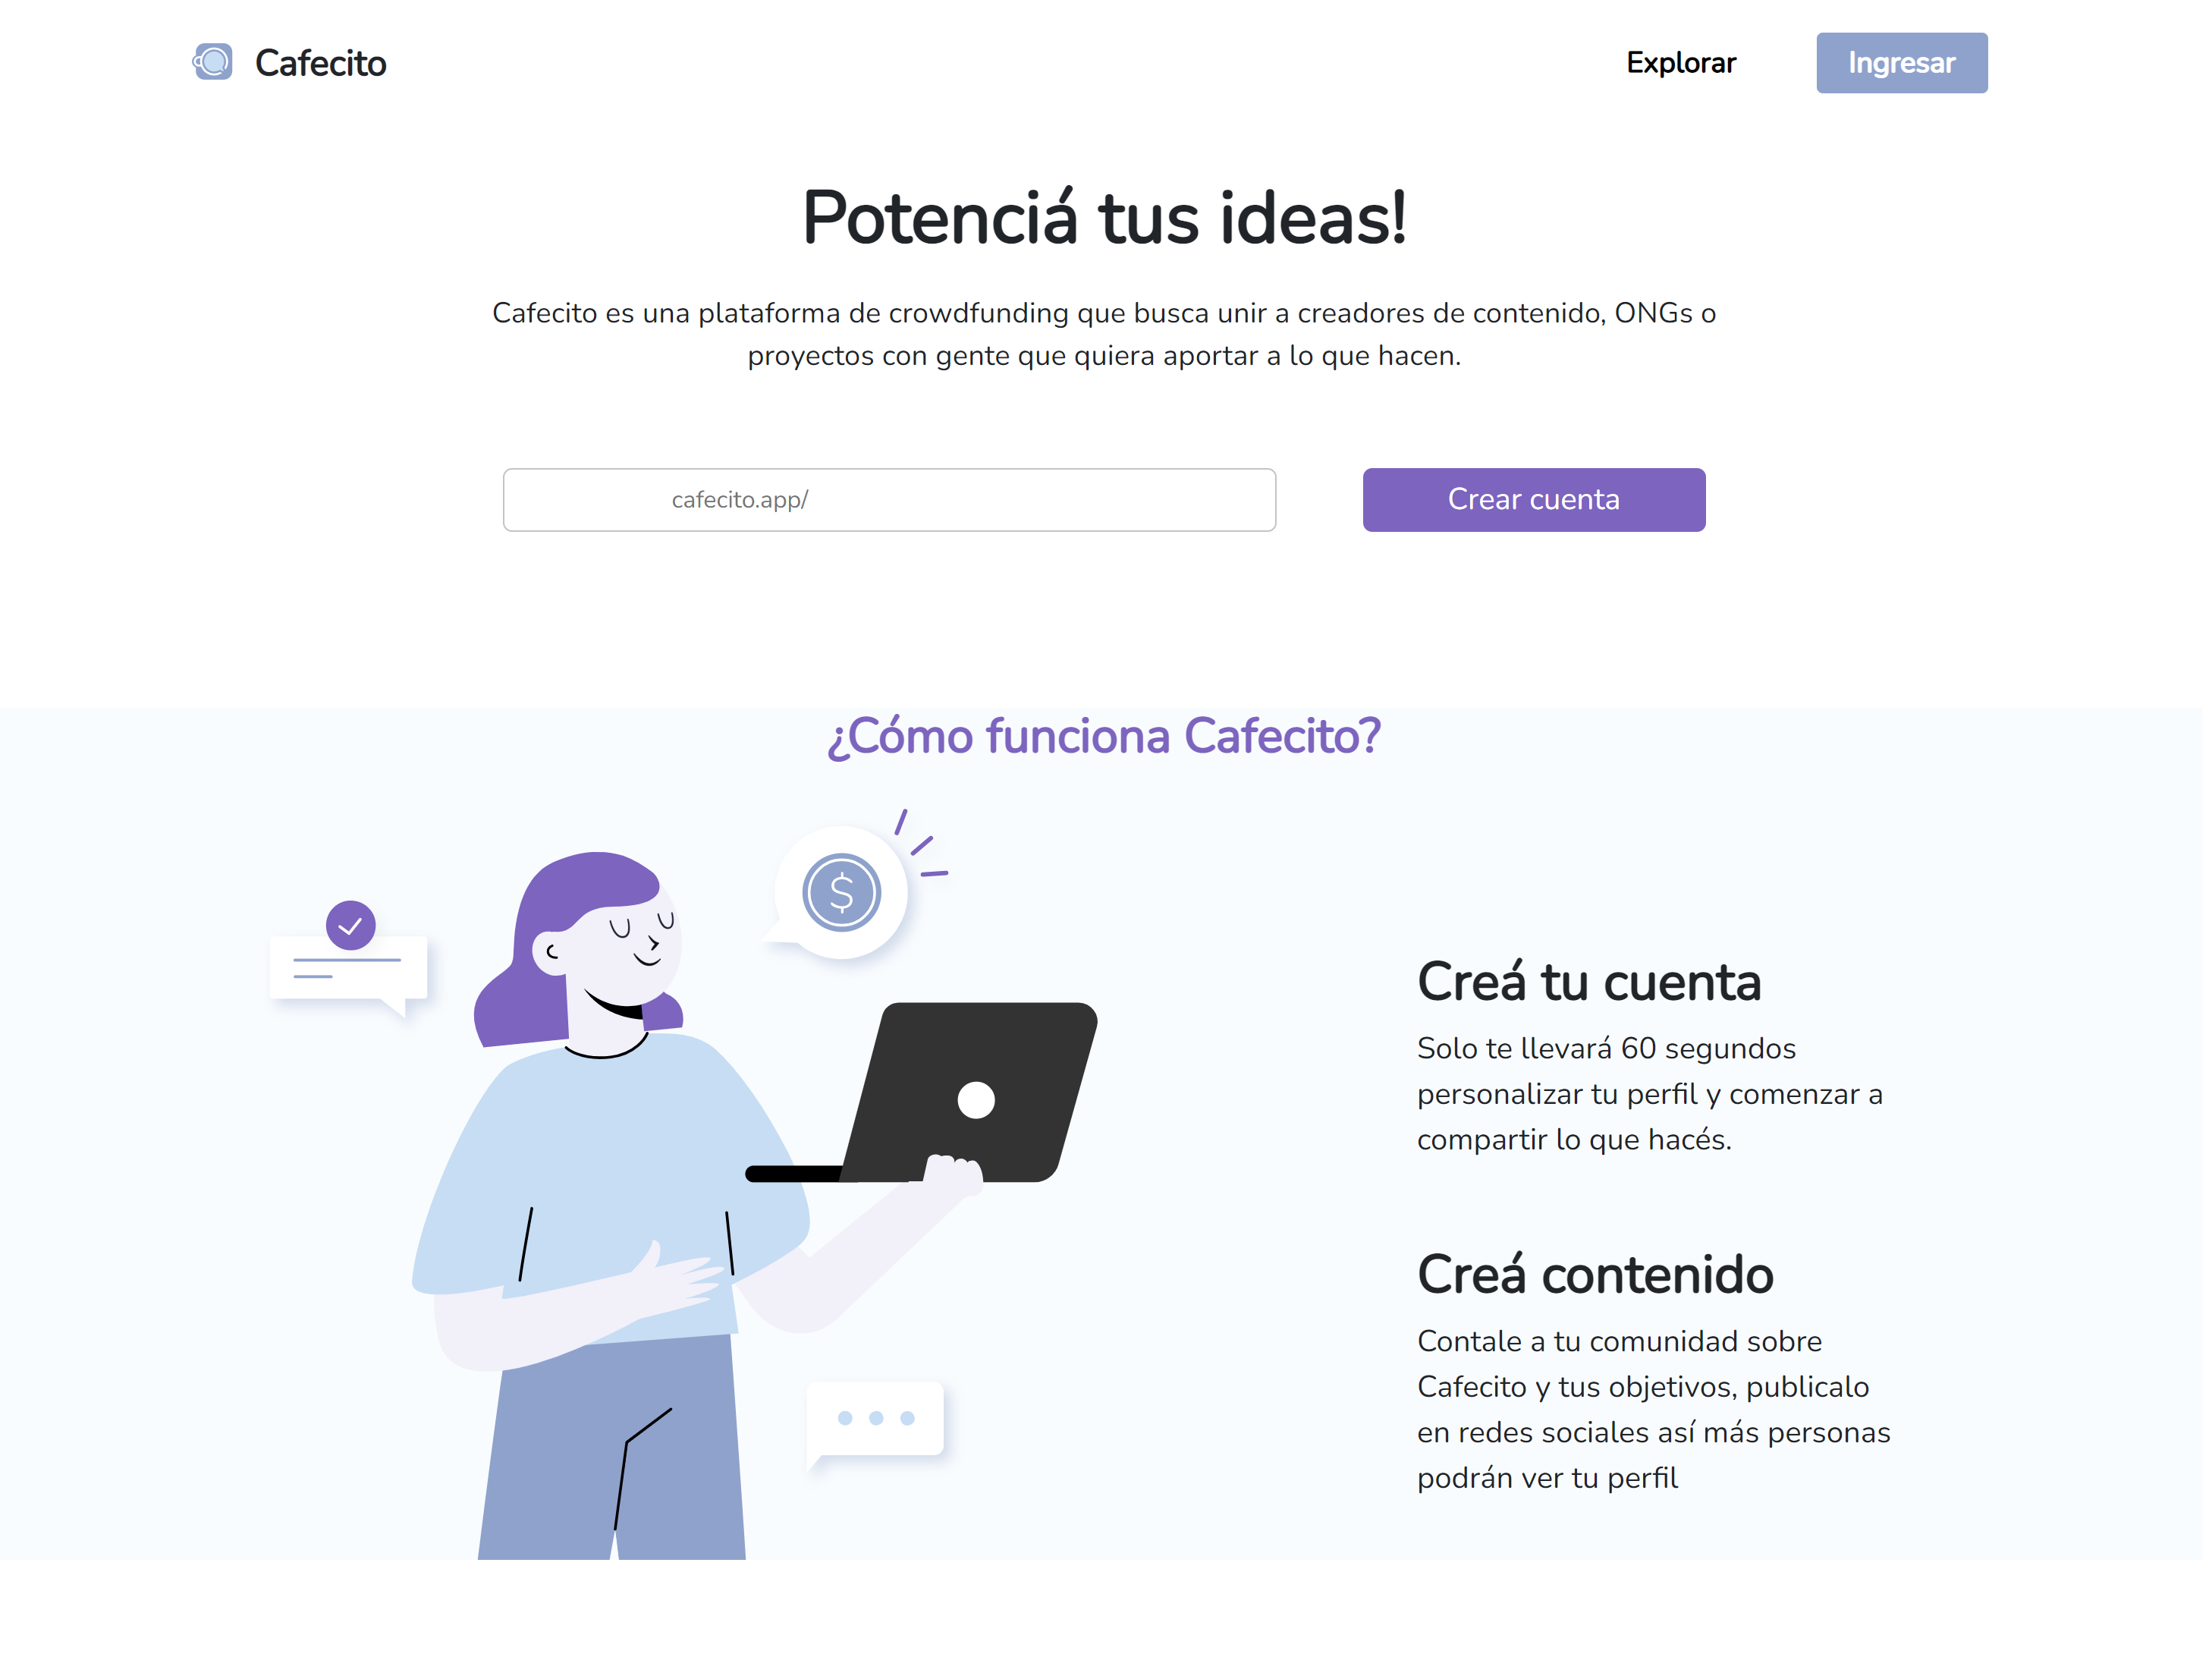 Cafecito
Explorar
Ingresar
Potenciá tus ideas!
Cafecito es una plataforma de crowdfunding que busca unir a creadores de contenido, ONGs o
proyectos con gente que quiera aportar a lo que hacen.
cafecito.app/
Crear cuenta
¿Cómo funciona Cafecito?
$
Creá tu cuenta
Solo te llevará 60 segundos
personalizar tu perfil y comenzar a
compartir lo que hacés.
Creá contenido
Contale a tu comunidad sobre
Cafecito y tus objetivos, publicalo
en redes sociales así más personas
podrán ver tu perfil